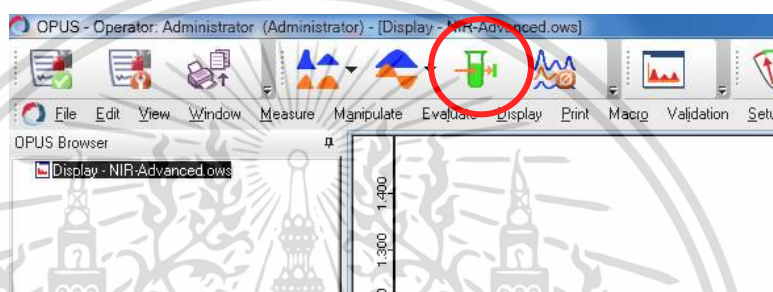 OPUS - Operator: Administrator (Administrator) - [Display - NIR-Advanced.ows]
File Edit View Window Measure Manipulate Evaluate Display Print Macro Validation Setu
OPUS Browser
Display - NIR-Advanced.ows
1.400
1.300